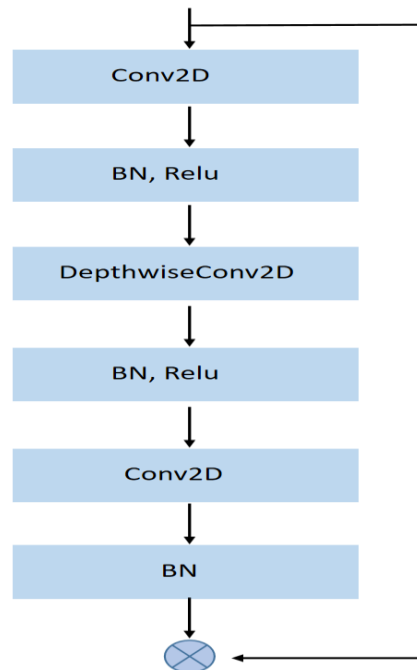 Conv2D
BN, Relu
DepthwiseConv2D
BN, Relu
Conv2D
BN